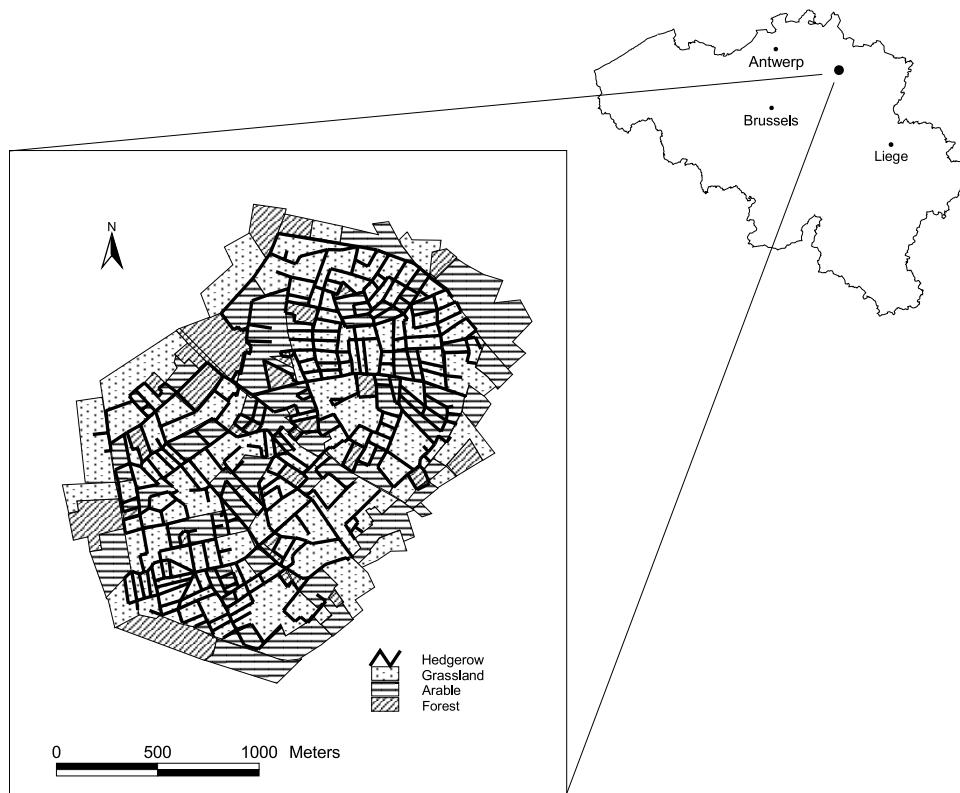 Antwerp
Brussels
Liege
N
Hedgerow
Grassland
Arable
Forest
0 500 1000 Meters